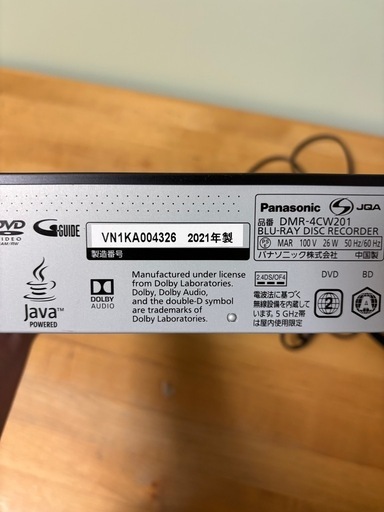 DVD
VIDEO
G-GUIDE
VN1KA004326 2021年製
製造番号
Java™
POWERED
DOLBY
AUDIO
Manufactured under license
from Dolby Laboratories.
Dolby, Dolby Audio,
and the double-D symbol
are trademarks of
Dolby Laboratories.
Panasonic JQA
品番 DMR-4CW201
BLU-RAY DISC RECORDER
MAR 100 V 26 W 50 Hz/60 Hz
パナソニック株式会社 中国製
2.4DS/OF4
電波法に基づく
無線設備を内蔵して
います。5 GHz帯
は屋内使用限定
DVD
2
BD
A